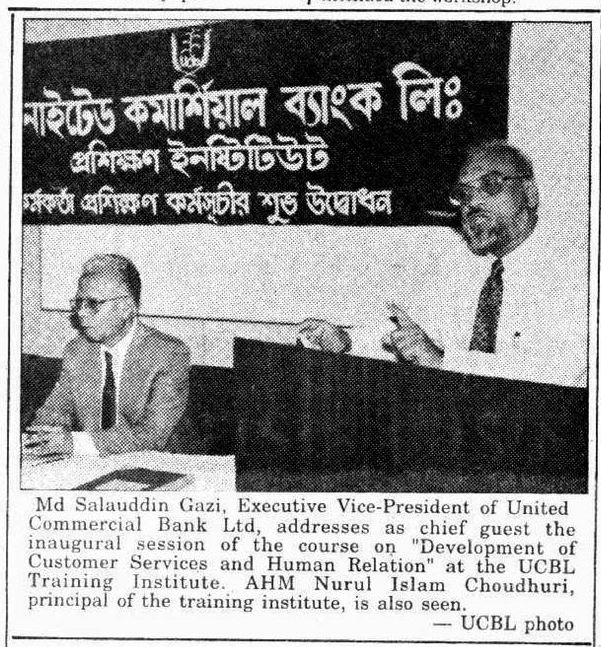 the workshop.
নাইটেড কমার্শিয়াল ব্যাংক লিঃ
প্রশিক্ষণ ইনষ্টিটিউট
কর্মকর্তা প্রশিক্ষণ কর্মসূচীর শুভ উদ্বোধন
Md Salauddin Gazi, Executive Vice-President of United
Commercial Bank Ltd, addresses as chief guest the
inaugural session of the course on "Development of
Customer Services and Human Relation" at the UCBL
Training Institute. AHM Nurul Islam Choudhuri,
principal of the training institute, is also seen.
— UCBL photo